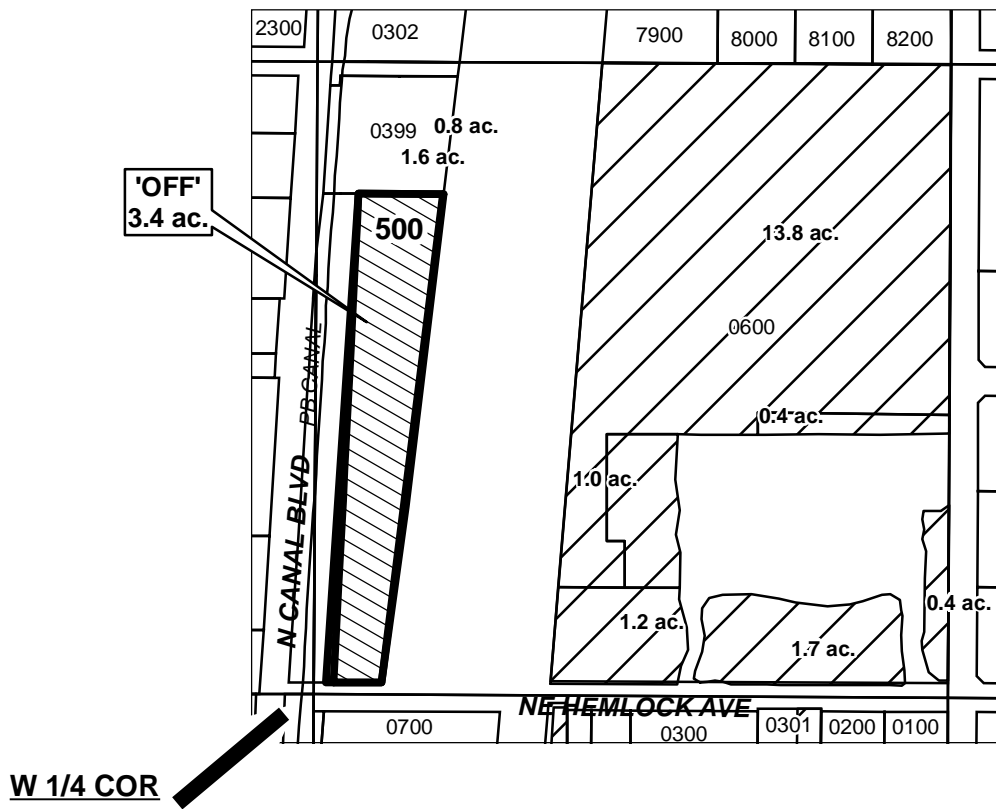 2300
0302
7900
8000
8100
8200
0399
0.8 ac.
1.6 ac.
'OFF'
3.4 ac.
500
13.8 ac.
0600
PB CANAL
0.4 ac.
1.0 ac.
N CANAL BLVD
0.4 ac.
1.2 ac.
1.7 ac.
NE HEMLOCK AVE
0700
0300
0301
0200
0100
W 1/4 COR